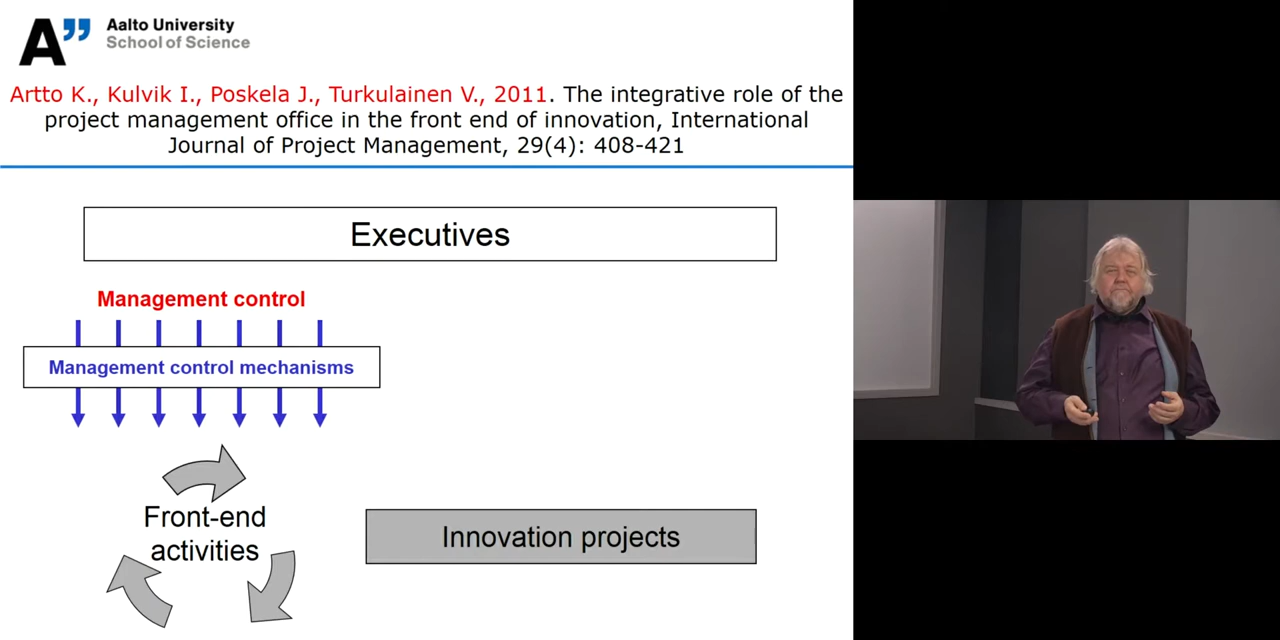 A”
Aalto University
School of Science
Artto K., Kulvik I., Poskela J., Turkulainen V., 2011. The integrative role of the
project management office in the front end of innovation, International
Journal of Project Management, 29(4): 408-421
Executives
Management control
Management control mechanisms
Front-end
activities
Innovation projects